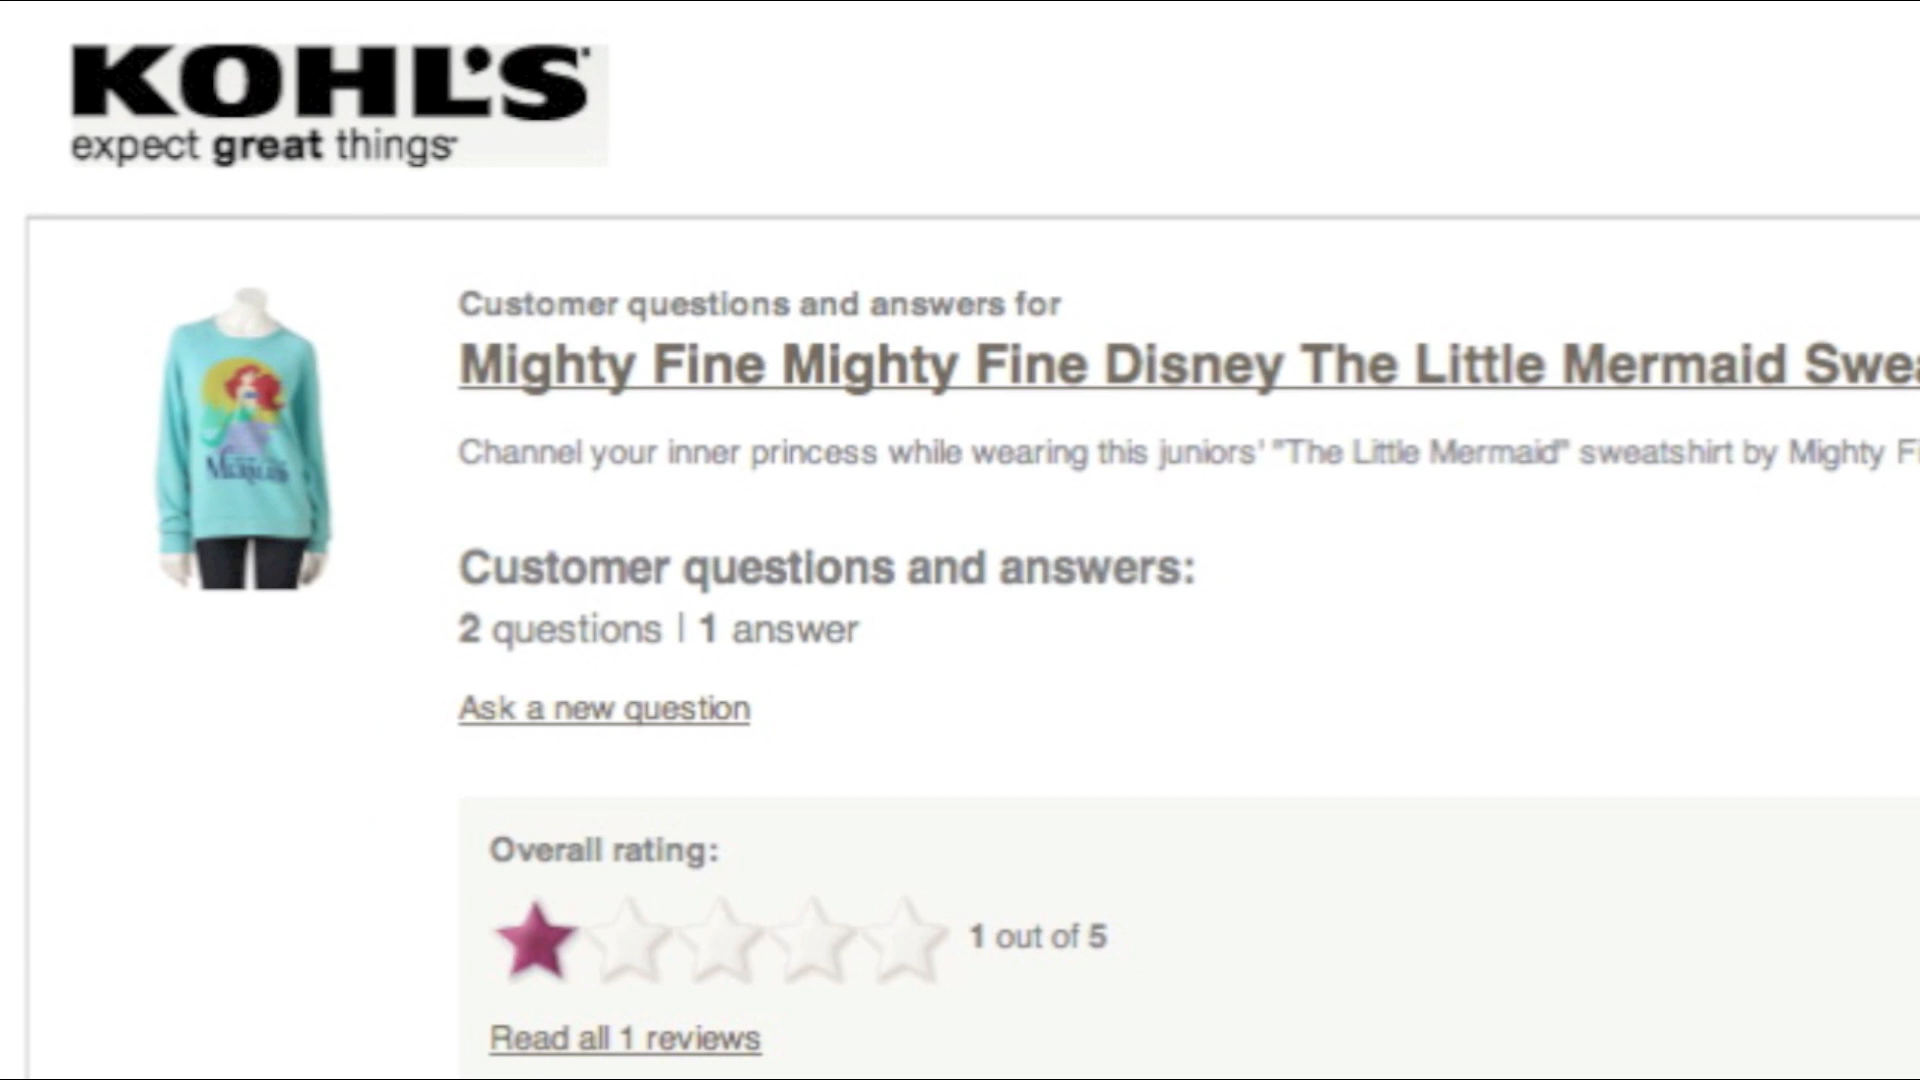 KOHL'S
expect great things
Customer questions and answers for
Mighty Fine Mighty Fine Disney The Little Mermaid
Channel your inner princess while wearing this juniors' "The Little Mermaid" sweatshirt by Mighty
Customer questions and answers:
2 questions | 1 answer
Ask a new question
Overall rating:
1 out of 5
Read all 1 reviews